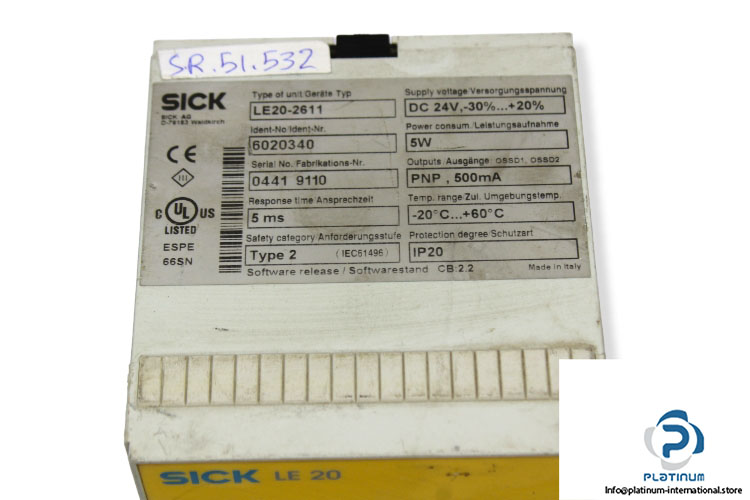 S.R. 51.532
SICK
SICK AG
D-79183 Waldkirch
CE
C UL US
LISTED
ESPE
66SN
Type of unit Geräte Typ
LE20-2611
Ident-No Ident-Nr.
6020340
Serial No. Fabrikations-Nr.
0441 9110
Response time Ansprechzeit
5 ms
Safety category Anforderungsstufe
Type 2 (IEC61496)
Software release / Softwarestand CB:2.2
Supply voltage Versorgungsspannung
DC 24V,-30%...+20%
Power consum. Leistungsaufnahme
5W
Outputs Ausgänge OSSD1, OSSD2
PNP , 500mA
Temp. range Zul. Umgebungstemp.
-20°C...+60°C
Protection degree Schutzart
IP20
Made in Italy
SICK LE 20
PLATINUM
INTERNATIONAL
Info@platinum-international.store